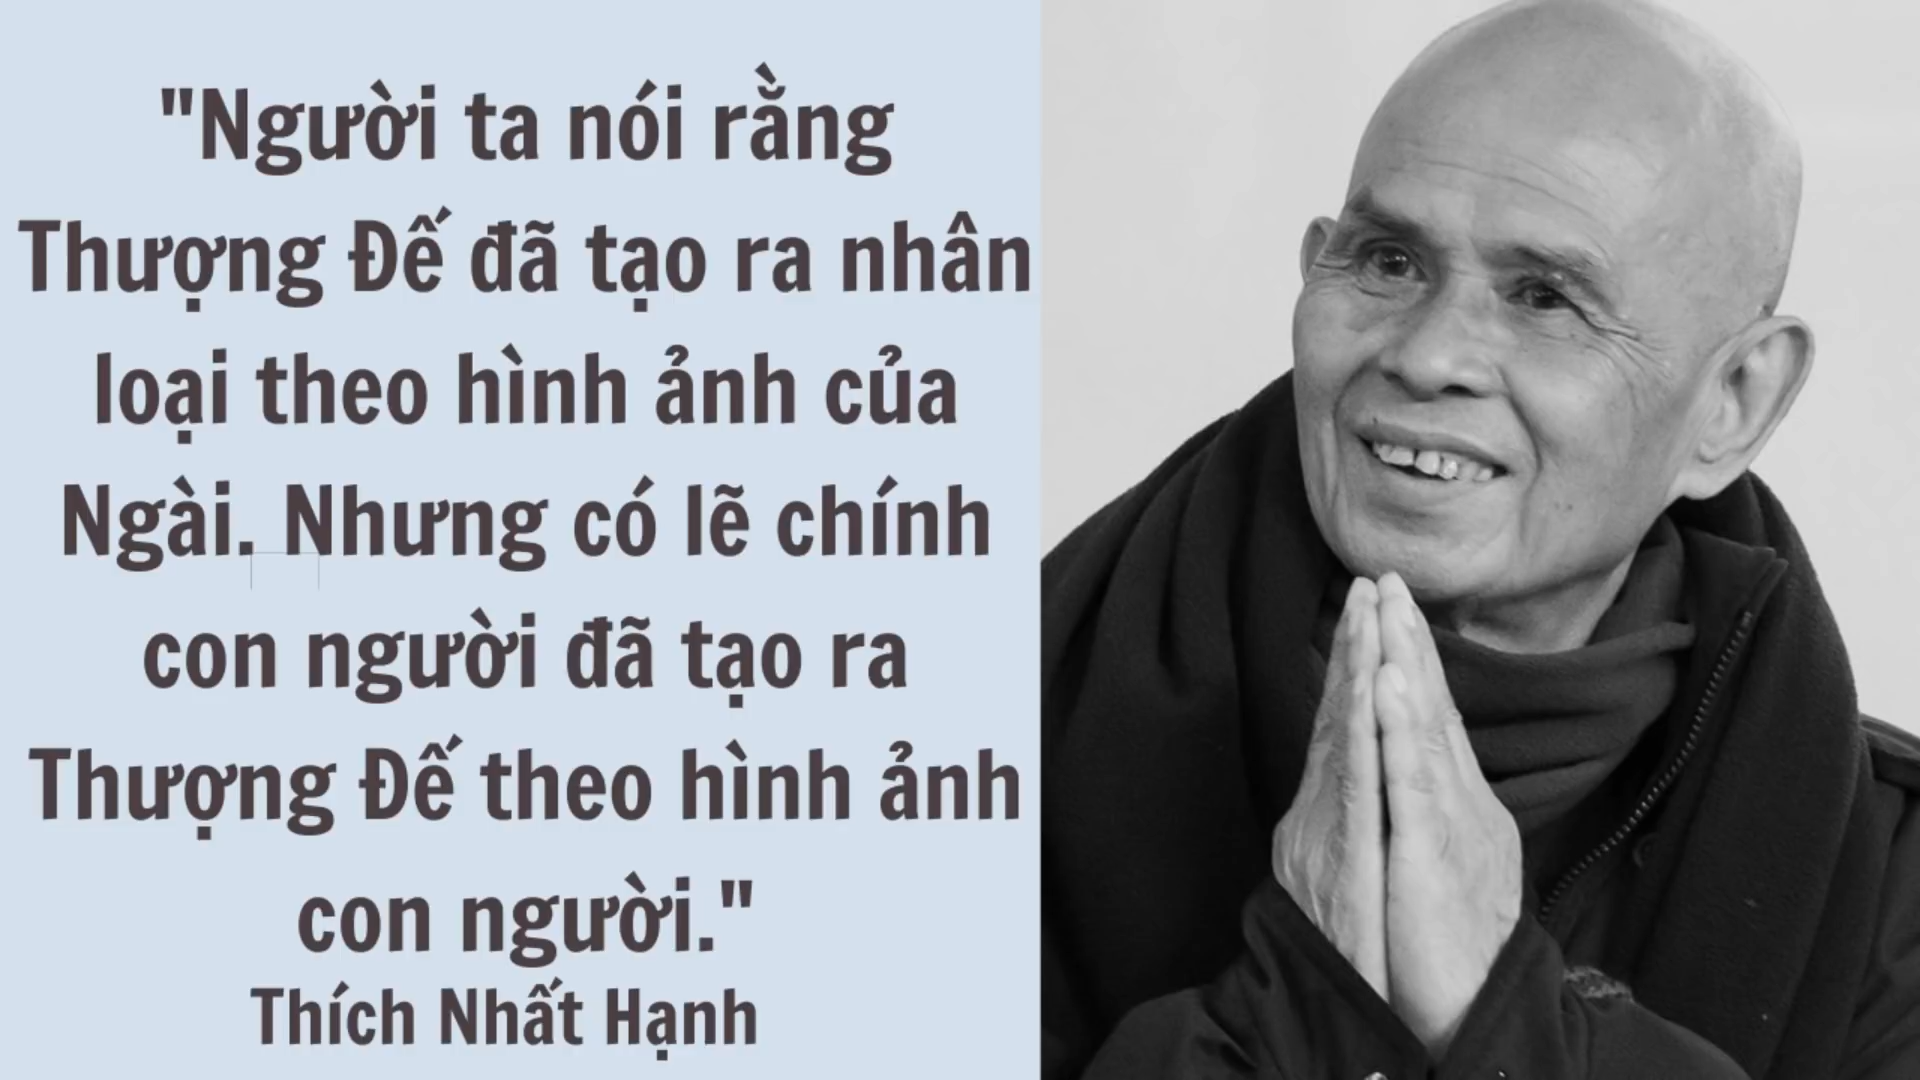 "Người ta nói rằng
Thượng Đế đã tạo ra nhân
loại theo hình ảnh của
Ngài. Nhưng có lẽ chính
con người đã tạo ra
Thượng Đế theo hình ảnh
con người."
Thích Nhất Hạnh